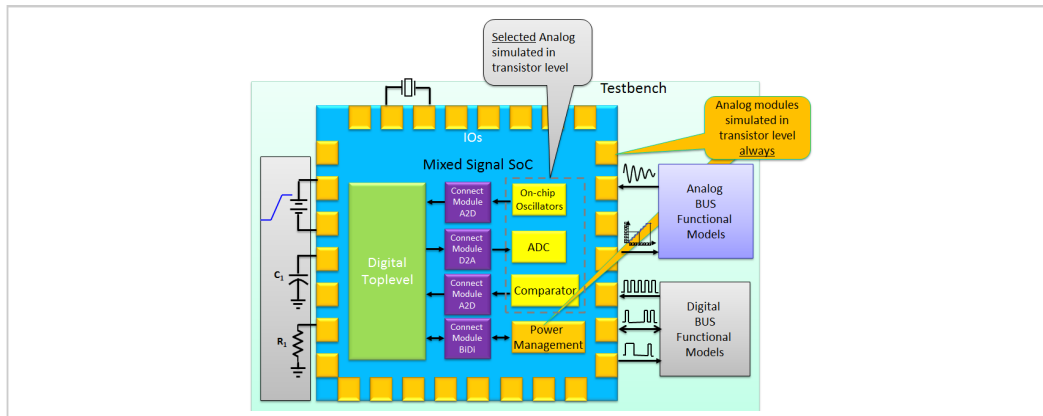 Selected Analog
simulated in
transistor level
Testbench
Analog modules
simulated in
transistor level
always
IOs
Mixed Signal SoC
Connect
Module
A2D
On-chip
Oscillators
Analog
BUS
Functional
Models
Digital
Toplevel
Connect
Module
D2A
ADC
C1
Connect
Module
A2D
Comparator
Digital
BUS
Functional
Models
R1
Connect
Module
BiDi
Power
Management